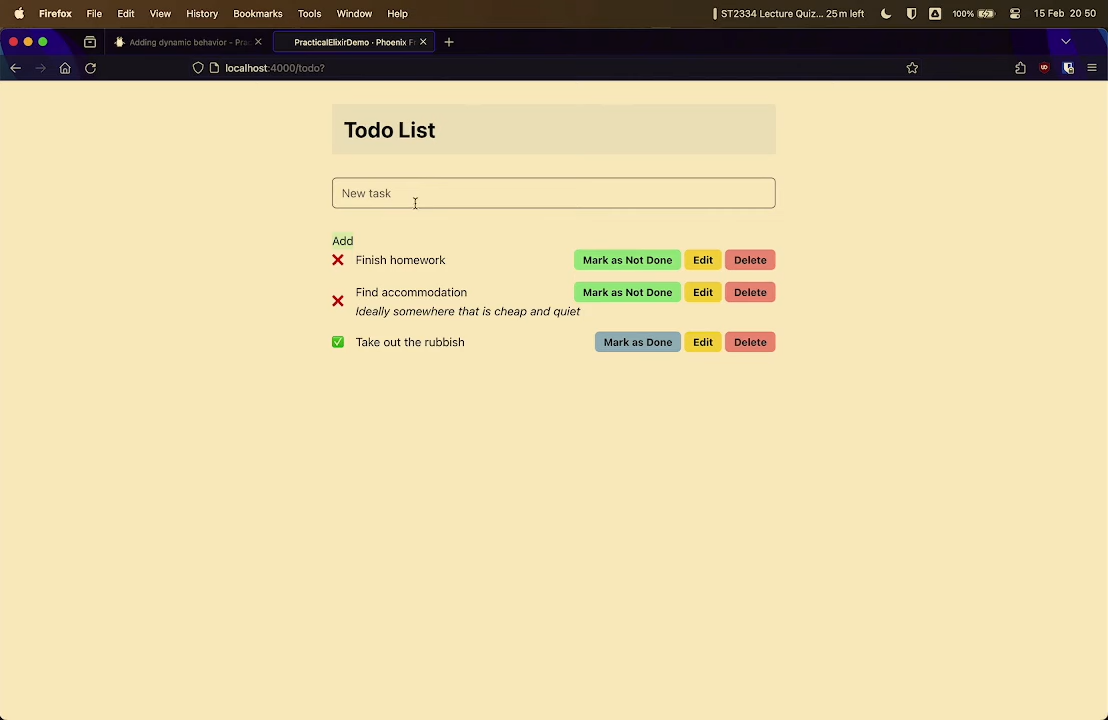 Firefox File Edit View History Bookmarks Tools Window Help ST2334 Lecture Quiz... 25m left 100% 15 Feb 20 50
Adding dynamic behavior - Pra PracticalElixirDemo · Phoenix Fr
localhost:4000/todo?
Todo List
New task
Add
Finish homework Mark as Not Done Edit Delete
Find accommodation Mark as Not Done Edit Delete
Ideally somewhere that is cheap and quiet
Take out the rubbish Mark as Done Edit Delete